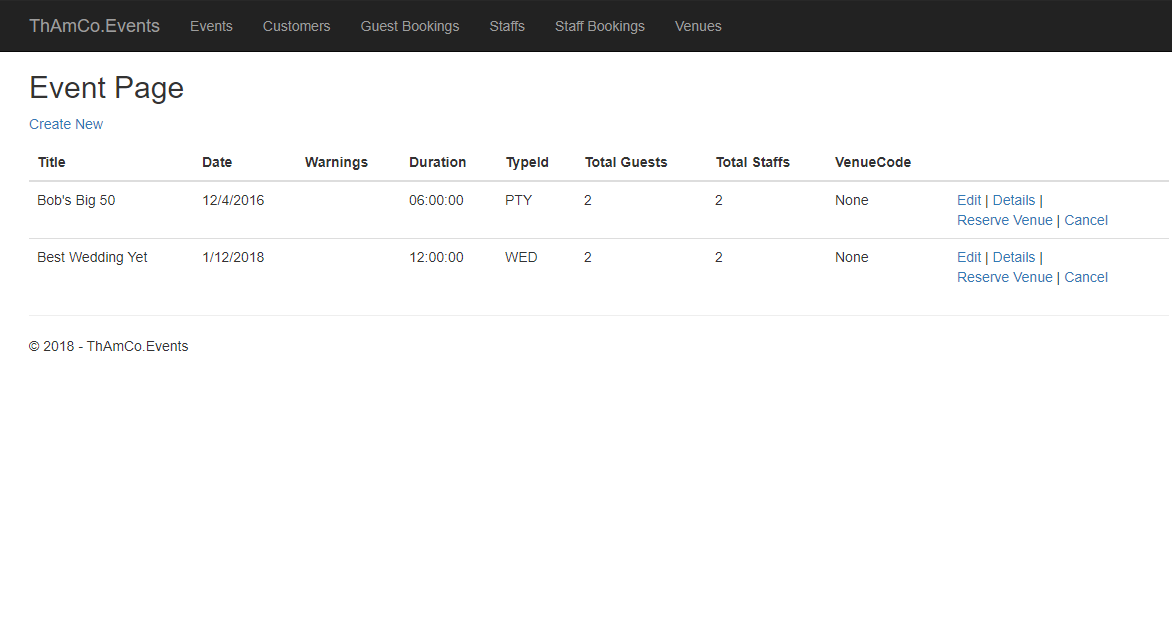 ThAmCo.Events Events Customers Guest Bookings Staffs Staff Bookings Venues
Event Page
Create New
Title Date Warnings Duration TypeId Total Guests Total Staffs VenueCode
Bob's Big 50 12/4/2016 06:00:00 PTY 2 2 None Edit | Details |
Reserve Venue | Cancel
Best Wedding Yet 1/12/2018 12:00:00 WED 2 2 None Edit | Details |
Reserve Venue | Cancel
© 2018 - ThAmCo.Events